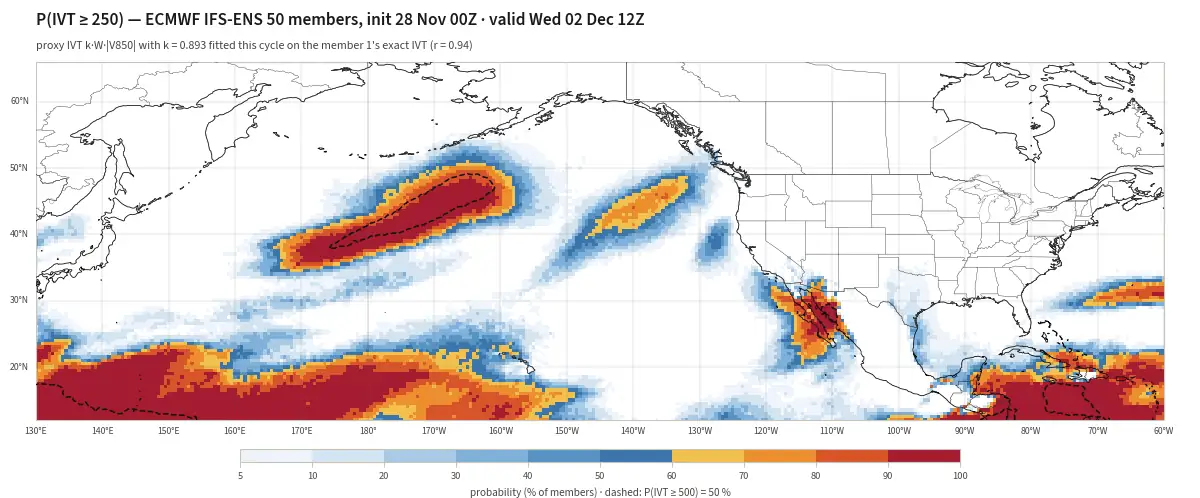 P(IVT ≥ 250) — ECMWF IFS-ENS 50 members, init 28 Nov 00Z · valid Wed 02 Dec 12Z
proxy IVT k·W·|V850| with k = 0.893 fitted this cycle on the member 1's exact IVT (r = 0.94)
60°N
50°N
40°N
30°N
20°N
130°E 140°E 150°E 160°E 170°E 180° 170°W 160°W 150°W 140°W 130°W 120°W 110°W 100°W 90°W 80°W 70°W 60°W
5 10 20 30 40 50 60 70 80 90 100
probability (% of members) · dashed: P(IVT ≥ 500) = 50 %